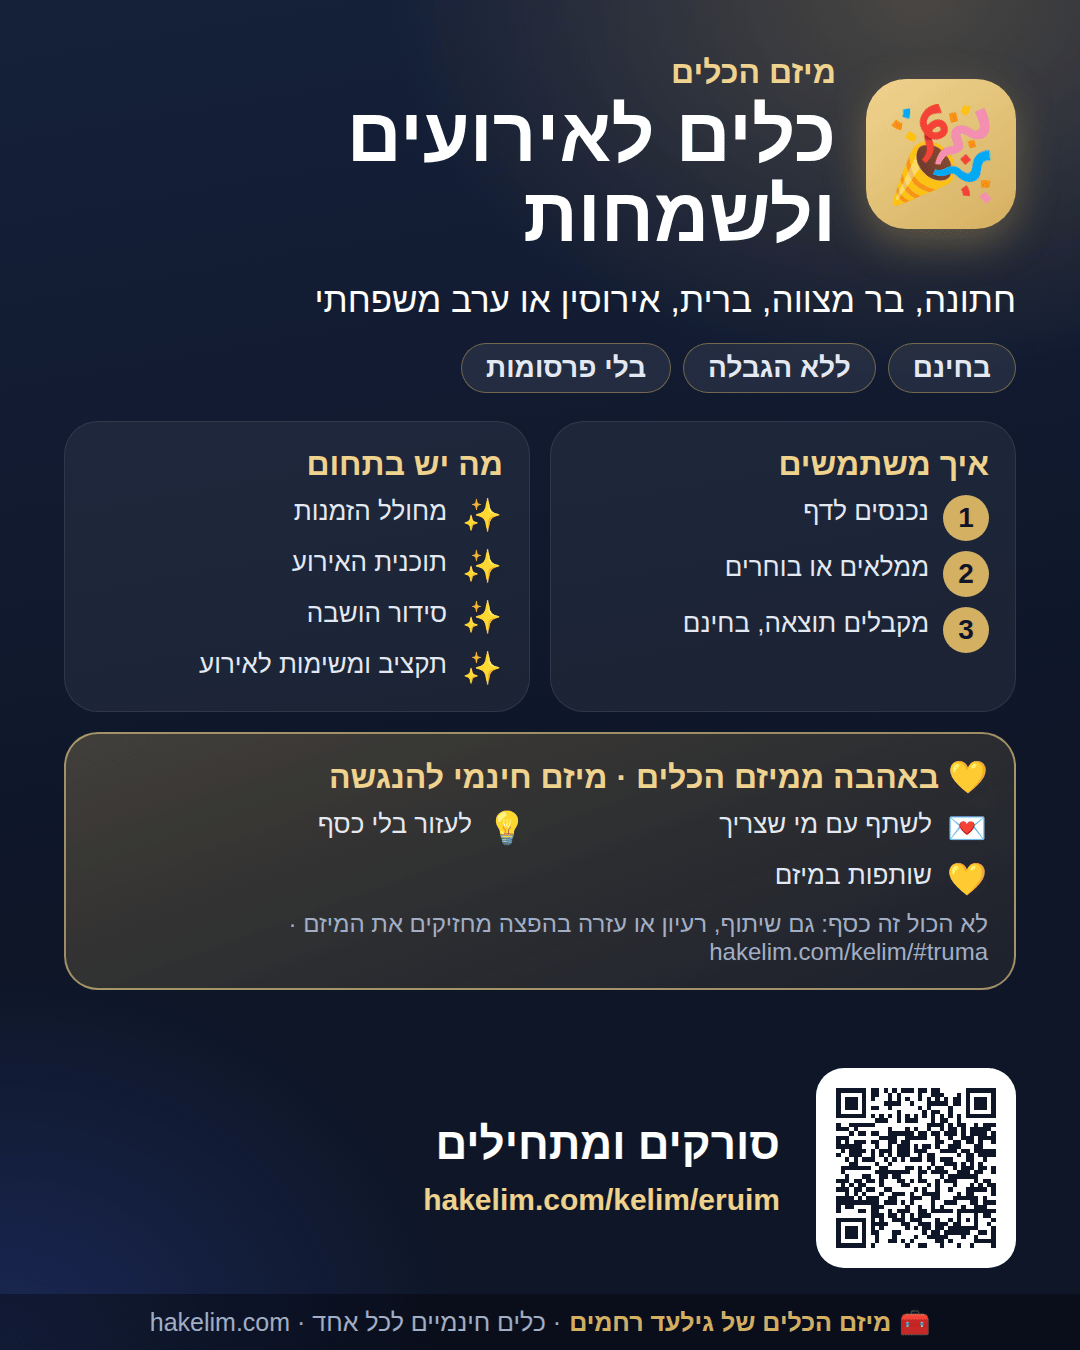 מיזם הכלים
כלים לאירועים
ולשמחות
חתונה, בר מצווה, ברית, אירוסין או ערב משפחתי
בחינם
ללא הגבלה
בלי פרסומות
איך משתמשים
1 נכנסים לדף
2 ממלאים או בוחרים
3 מקבלים תוצאה, בחינם
מה יש בתחום
✨ מחולל הזמנות
✨ תוכנית האירוע
✨ סידור הושבה
✨ תקציב ומשימות לאירוע
💛 באהבה ממיזם הכלים · מיזם חינמי להנגשה
💌 לשתף עם מי שצריך
💡 לעזור בלי כסף
💛 שותפות במיזם
לא הכול זה כסף: גם שיתוף, רעיון או עזרה בהפצה מחזיקים את המיזם ·
hakelim.com/kelim/#truma
סורקים ומתחילים
hakelim.com/kelim/eruim
🧰 מיזם הכלים של גילעד רחמים · כלים חינמיים לכל אחד · hakelim.com